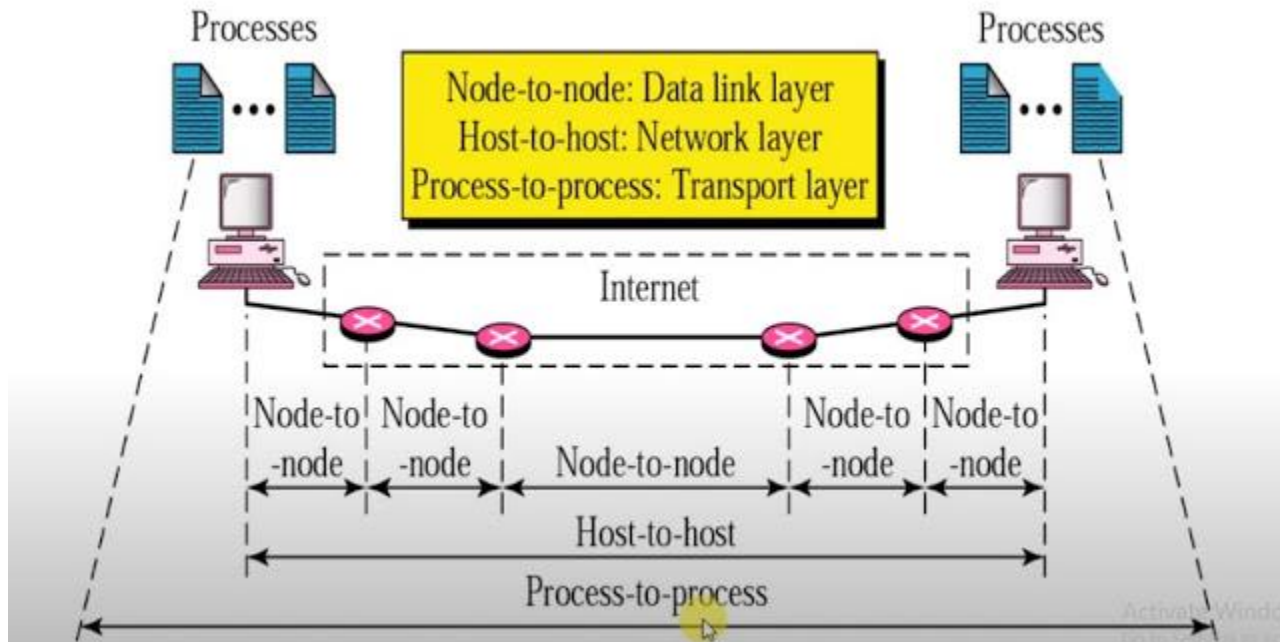 Processes
Processes
Node-to-node: Data link layer
Host-to-host: Network layer
Process-to-process: Transport layer
Internet
Node-to
-node
Node-to
-node
Node-to-node
Node-to
-node
Node-to
-node
Host-to-host
Process-to-process
Activate Windo